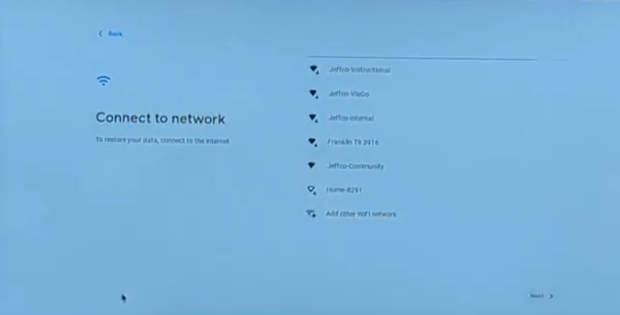 Back
Connect to network
To restore your data, connect to the internet
Jeffco-Instructional
Jeffco-VisGo
Jeffco-Internal
Franklin T9 3916
Jeffco-Community
Home-8291
Add other WiFi network
Next